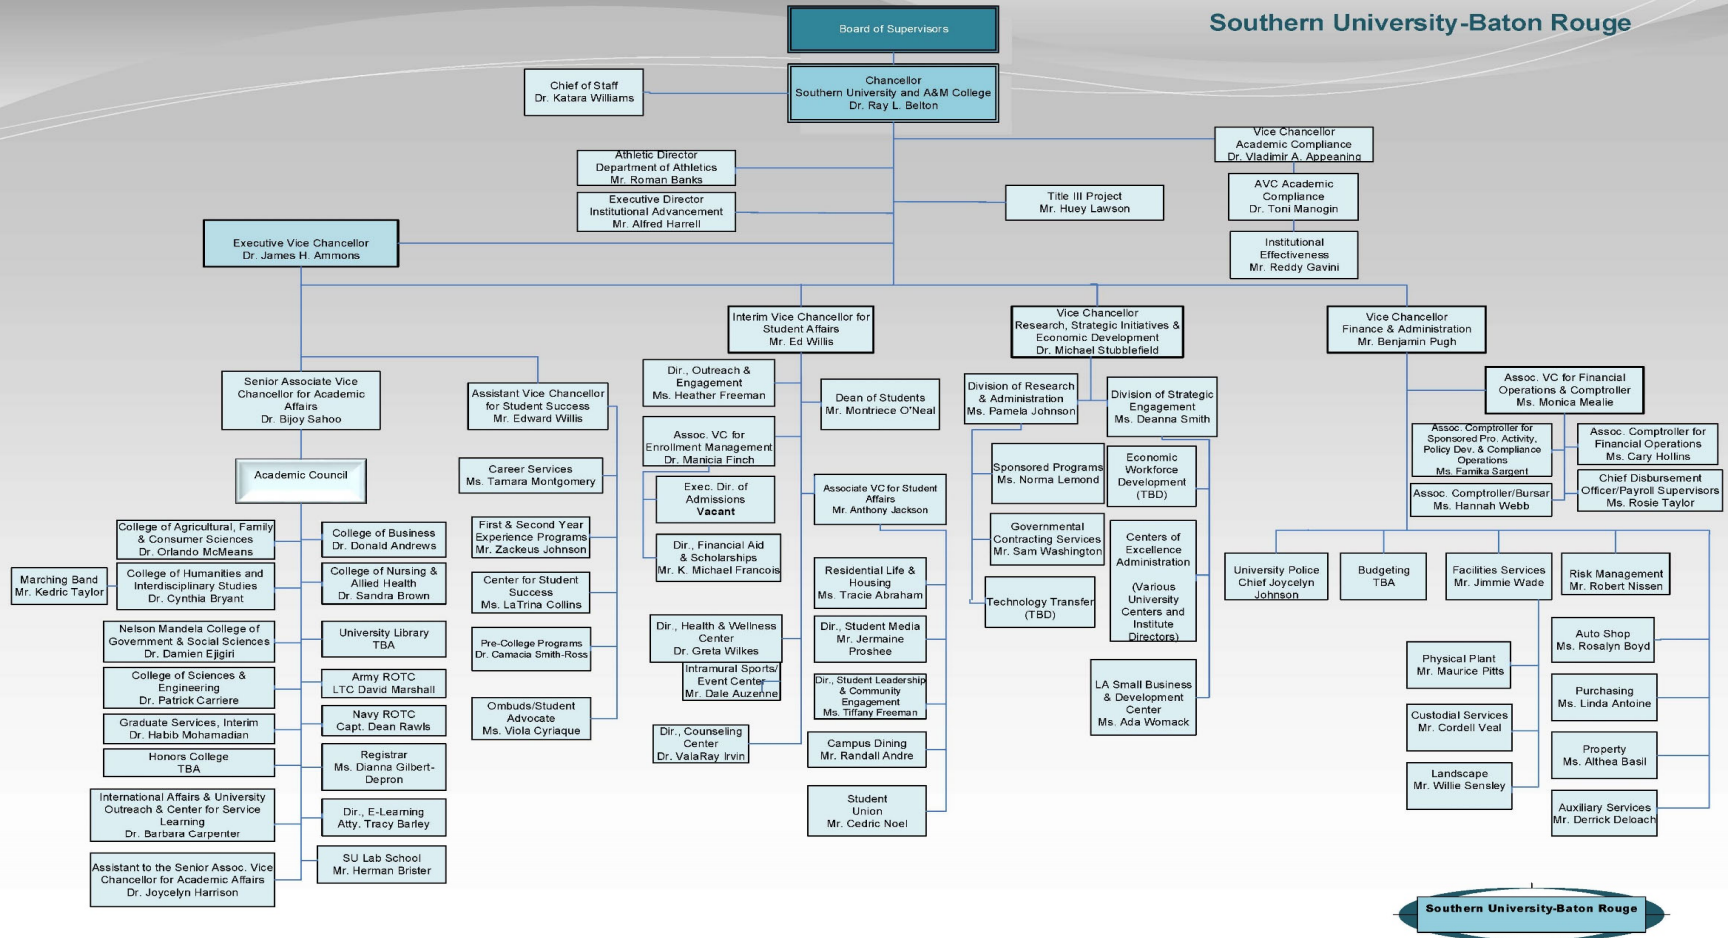 Southern University-Baton Rouge
Board of Supervisors
Chancellor
Southern University and A&M College
Dr. Ray L. Belton
Chief of Staff
Dr. Katara Williams
Vice Chancellor
Academic Compliance
Dr. Vladimir A. Appeaning
Athletic Director
Department of Athletics
Mr. Roman Banks
AVC Academic
Compliance
Dr. Toni Manogin
Title III Project
Mr. Huey Lawson
Executive Director
Institutional Advancement
Mr. Alfred Harrell
Executive Vice Chancellor
Dr. James H. Ammons
Institutional
Effectiveness
Mr. Reddy Gavini
Interim Vice Chancellor for
Student Affairs
Mr. Ed Willis
Vice Chancellor
Research, Strategic Initiatives &
Economic Development
Dr. Michael Stubblefield
Vice Chancellor
Finance & Administration
Mr. Benjamin Pugh
Senior Associate Vice
Chancellor for Academic
Affairs
Dr. Bijoy Sahoo
Academic Council
College of Agricultural, Family
& Consumer Sciences
Dr. Orlando McMeans
College of Business
Dr. Donald Andrews
Marching Band
Mr. Kedric Taylor
College of Humanities and
Interdisciplinary Studies
Dr. Cynthia Bryant
College of Nursing &
Allied Health
Dr. Sandra Brown
Nelson Mandela College of
Government & Social Sciences
Dr. Damien Ejigiri
University Library
TBA
College of Sciences &
Engineering
Dr. Patrick Carriere
Army ROTC
LTC David Marshall
Graduate Services, Interim
Dr. Habib Mohamadian
Navy ROTC
Capt. Dean Rawls
Honors College
TBA
Registrar
Ms. Dianna Gilbert-
Depron
International Affairs & University
Outreach & Center for Service
Learning
Dr. Barbara Carpenter
Dir., E-Learning
Atty. Tracy Barley
Assistant to the Senior Assoc. Vice
Chancellor for Academic Affairs
Dr. Joycelyn Harrison
SU Lab School
Mr. Herman Brister
Assistant Vice Chancellor
for Student Success
Mr. Edward Willis
Career Services
Ms. Tamara Montgomery
First & Second Year
Experience Programs
Mr. Zackeus Johnson
Center for Student
Success
Ms. LaTrina Collins
Pre-College Programs
Dr. Camacia Smith-Ross
Ombuds/Student
Advocate
Ms. Viola Cyriaque
Dir., Outreach &
Engagement
Ms. Heather Freeman
Dean of Students
Mr. Montriece O'Neal
Assoc. VC for
Enrollment Management
Dr. Manicia Finch
Exec. Dir. of
Admissions
Vacant
Dir., Financial Aid
& Scholarships
Mr. K. Michael Francois
Associate VC for Student
Affairs
Mr. Anthony Jackson
Residential Life &
Housing
Ms. Tracie Abraham
Dir., Health & Wellness
Center
Dr. Greta Wilkes
Dir., Student Media
Mr. Jermaine
Proshee
Intramural Sports/
Event Center
Mr. Dale Auzenne
Dir., Student Leadership
& Community
Engagement
Ms. Tiffany Freeman
Dir., Counseling
Center
Dr. ValaRay Irvin
Campus Dining
Mr. Randall Andre
Student
Union
Mr. Cedric Noel
Division of Research
& Administration
Ms. Pamela Johnson
Division of Strategic
Engagement
Ms. Deanna Smith
Sponsored Programs
Ms. Norma Lemond
Economic
Workforce
Development
(TBD)
Governmental
Contracting Services
Mr. Sam Washington
Centers of
Excellence
Administration
(Various
University
Centers and
Institute
Directors)
Technology Transfer
(TBD)
LA Small Business
& Development
Center
Ms. Ada Womack
Assoc. VC for Financial
Operations & Comptroller
Ms. Monica Mealie
Assoc. Comptroller for
Sponsored Pro. Activity,
Policy Dev. & Compliance
Operations
Ms. Famika Sargent
Assoc. Comptroller for
Financial Operations
Ms. Cary Hollins
Assoc. Comptroller/Bursar
Ms. Hannah Webb
Chief Disbursement
Officer/Payroll Supervisors
Ms. Rosie Taylor
University Police
Chief Joycelyn
Johnson
Budgeting
TBA
Facilities Services
Mr. Jimmie Wade
Risk Management
Mr. Robert Nissen
Physical Plant
Mr. Maurice Pitts
Auto Shop
Ms. Rosalyn Boyd
Custodial Services
Mr. Cordell Veal
Purchasing
Ms. Linda Antoine
Landscape
Mr. Willie Sensley
Property
Ms. Althea Basil
Auxiliary Services
Mr. Derrick Deloach
Southern University-Baton Rouge